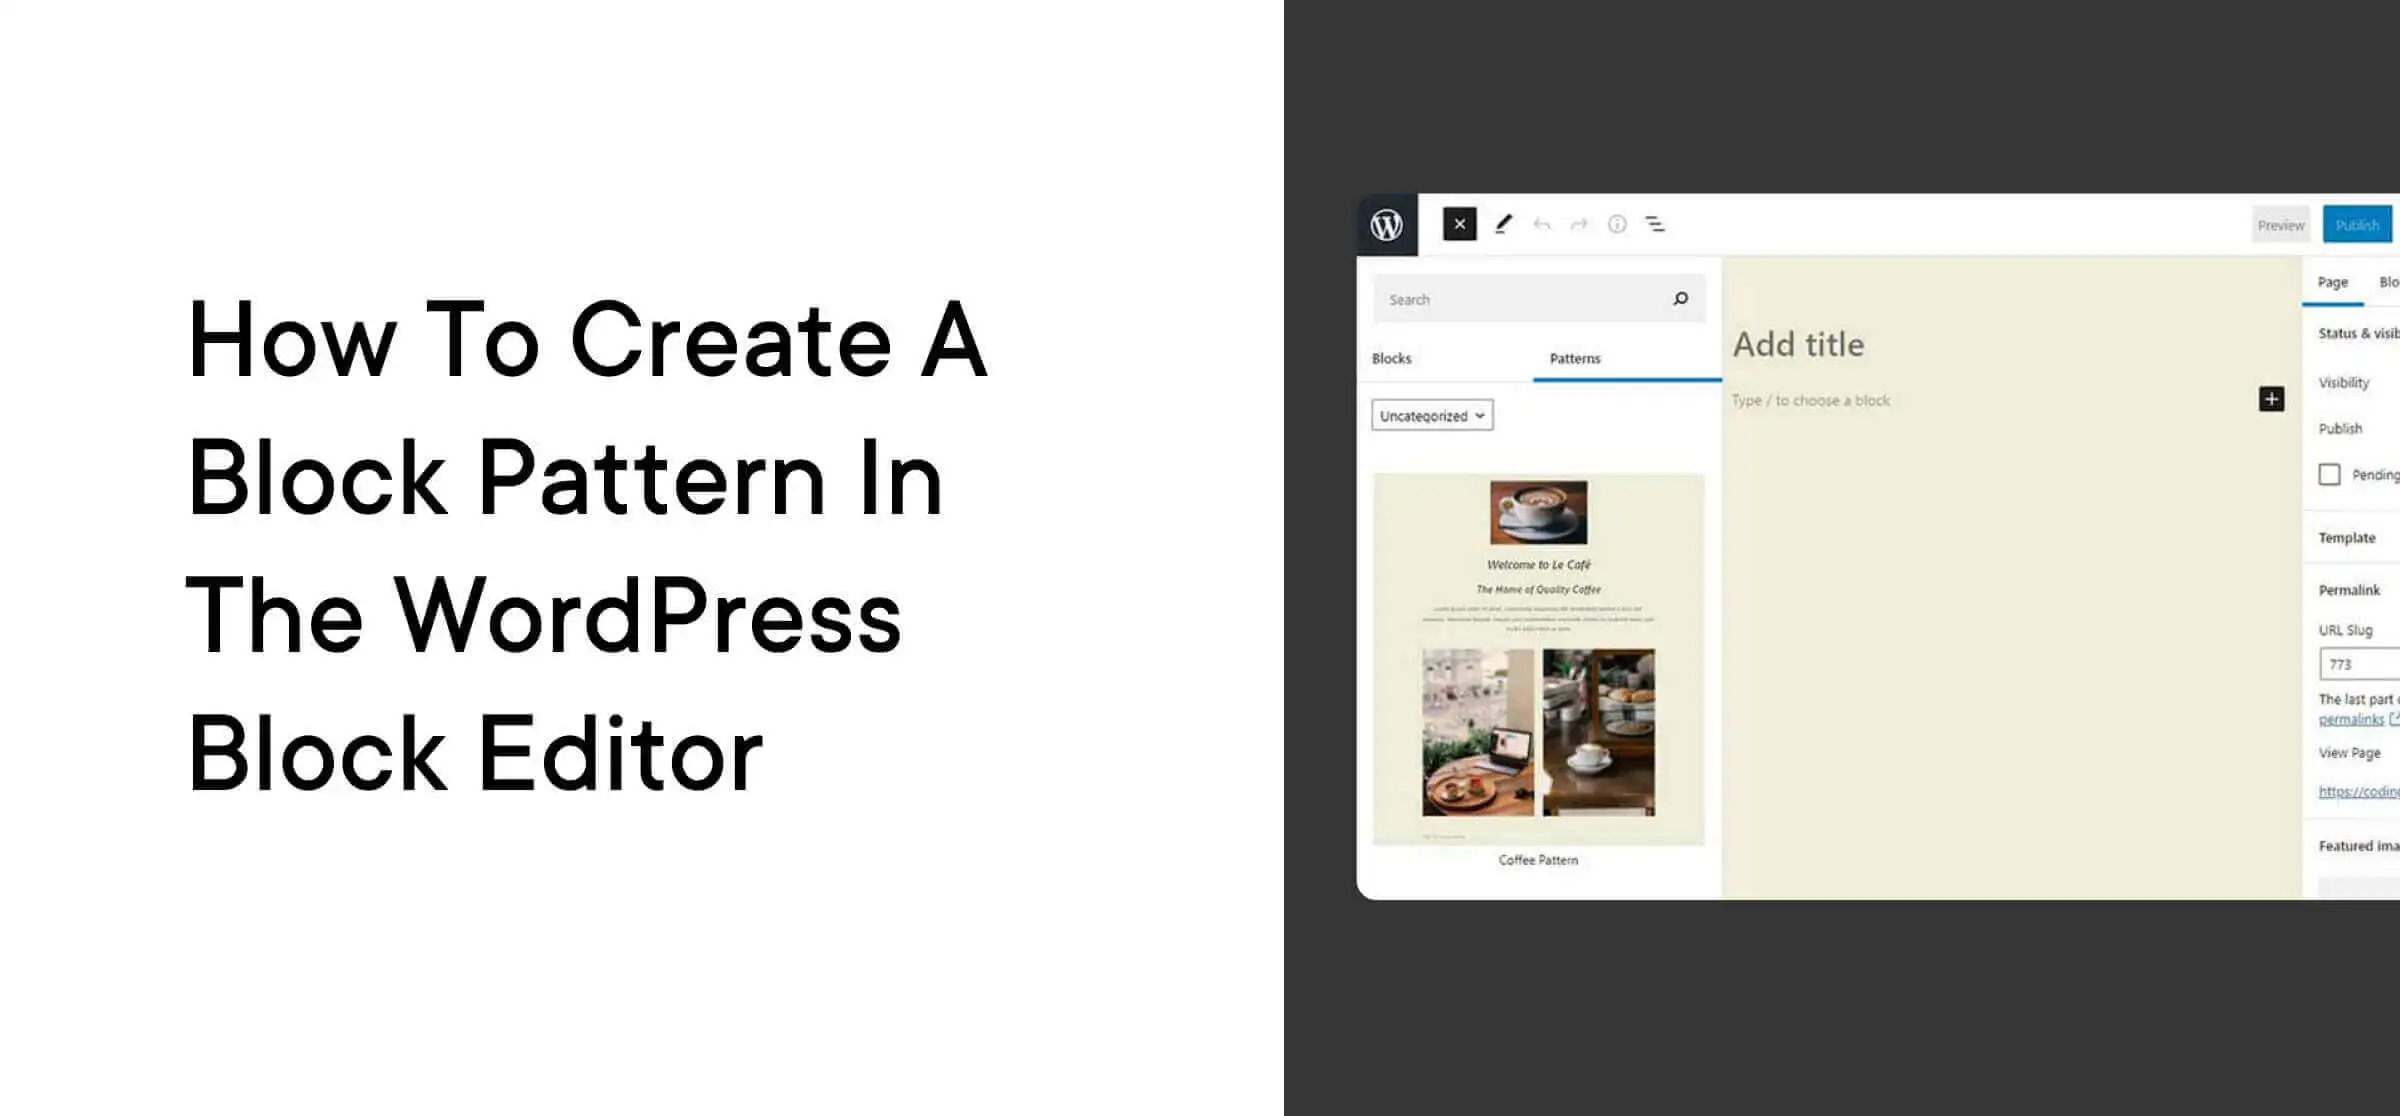 How To Create A
Block Pattern In
The WordPress
Block Editor
Preview
Publish
Search
Blocks
Patterns
Uncategorized
Welcome to Le Café
The Home of Quality Coffee
Coffee Pattern
Add title
Type / to choose a block
Page
Blo
Status & visib
Visibility
Publish
Pending
Template
Permalink
URL Slug
773
The last part
permalinks
View Page
https://coding
Featured ima